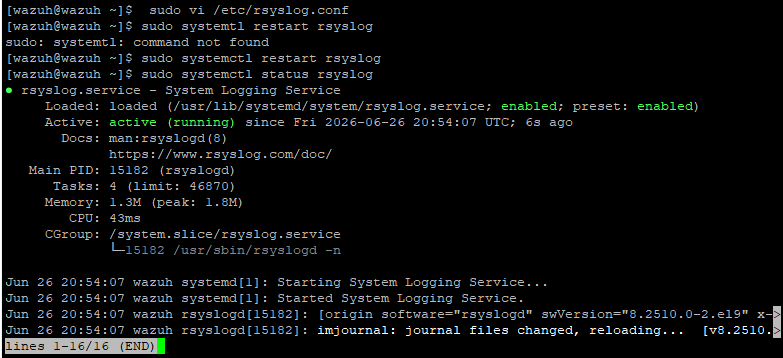 [wazuh@wazuh ~]$  sudo vi /etc/rsyslog.conf
[wazuh@wazuh ~]$ sudo systemtl restart rsyslog
sudo: systemtl: command not found
[wazuh@wazuh ~]$ sudo systemctl restart rsyslog
[wazuh@wazuh ~]$ sudo systemctl status rsyslog
● rsyslog.service - System Logging Service
     Loaded: loaded (/usr/lib/systemd/system/rsyslog.service; enabled; preset: enabled)
     Active: active (running) since Fri 2026-06-26 20:54:07 UTC; 6s ago
       Docs: man:rsyslogd(8)
             https://www.rsyslog.com/doc/
   Main PID: 15182 (rsyslogd)
      Tasks: 4 (limit: 46870)
     Memory: 1.3M (peak: 1.8M)
        CPU: 43ms
     CGroup: /system.slice/rsyslog.service
             └─15182 /usr/sbin/rsyslogd -n

Jun 26 20:54:07 wazuh systemd[1]: Starting System Logging Service...
Jun 26 20:54:07 wazuh systemd[1]: Started System Logging Service.
Jun 26 20:54:07 wazuh rsyslogd[15182]: [origin software="rsyslogd" swVersion="8.2510.0-2.el9" x->
Jun 26 20:54:07 wazuh rsyslogd[15182]: imjournal: journal files changed, reloading...  [v8.2510.>
lines 1-16/16 (END)